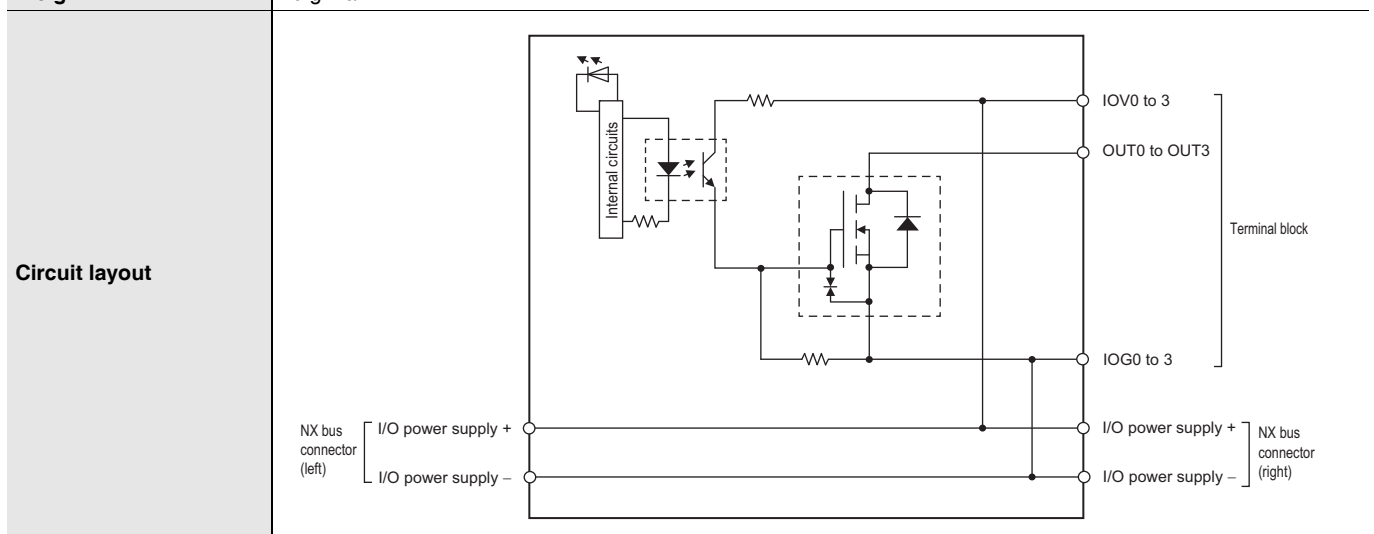 Circuit layout
Internal circuits
IOV0 to 3
OUT0 to OUT3
Terminal block
IOG0 to 3
NX bus
connector
(left)
I/O power supply +
I/O power supply –
I/O power supply +
I/O power supply –
NX bus
connector
(right)